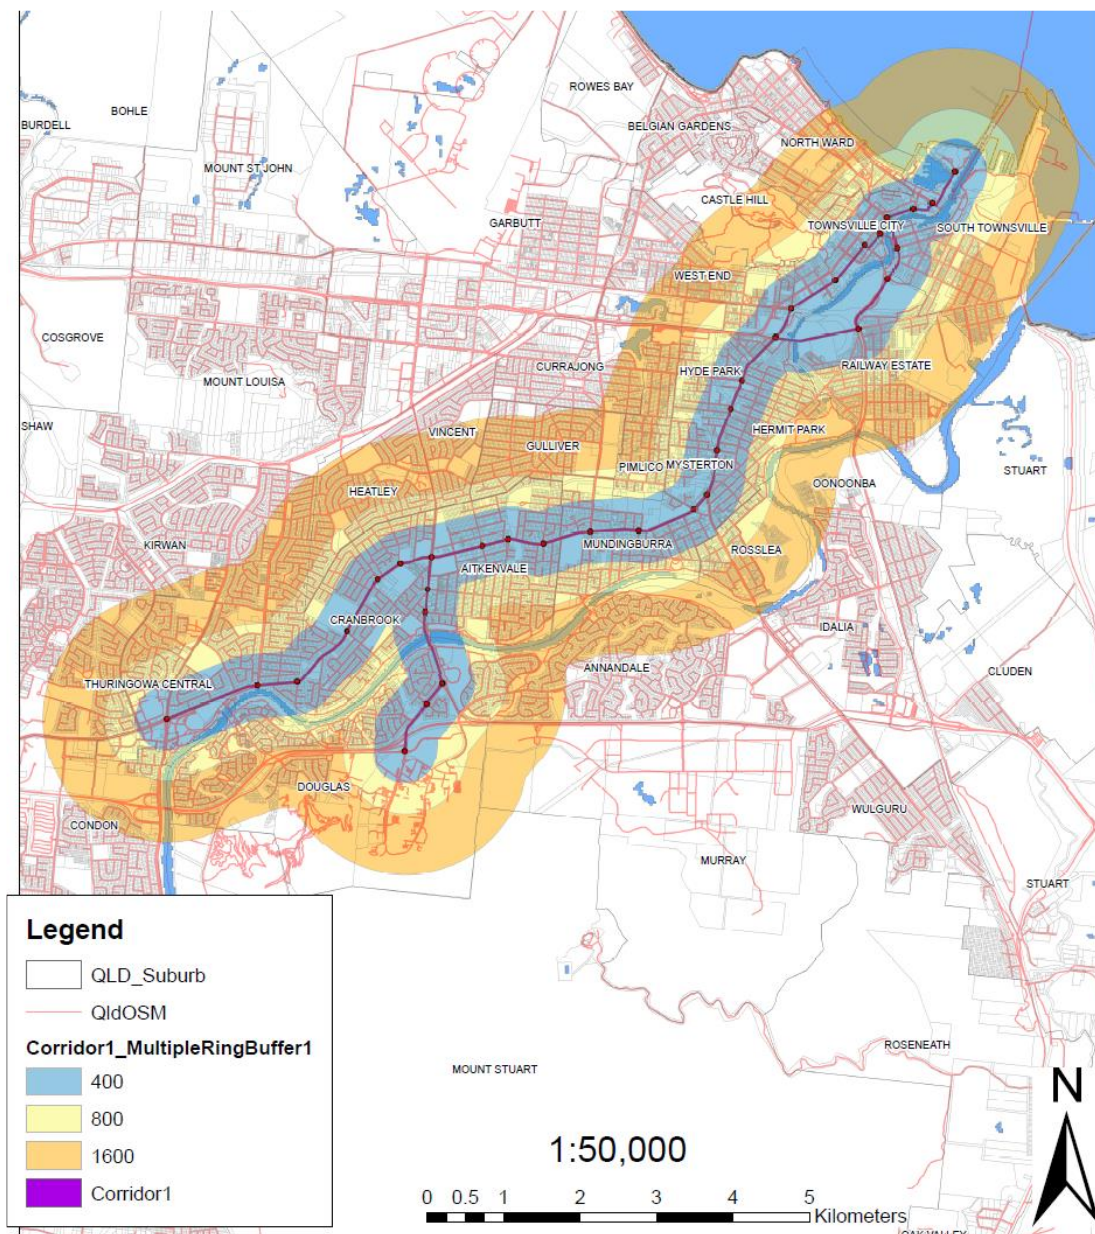 ROWES BAY
BOHLE
BURDELL
BELGIAN GARDENS
NORTH WARD
MOUNT ST JOHN
CASTLE HILL
GARBUTT
TOWNSVILLE CITY
SOUTH TOWNSVILLE
WEST END
COSGROVE
CURRAJONG
RAILWAY ESTATE
HYDE PARK
MOUNT LOUISA
SHAW
VINCENT
HERMIT PARK
GULLIVER
PIMLICO
MYSTERTON
STUART
OONOONBA
HEATLEY
KIRWAN
MUNDINGBURRA
ROSSLEA
AITKENVALE
CRANBROOK
IDALIA
ANNANDALE
CLUDEN
THURINGOWA CENTRAL
DOUGLAS
WULGURU
CONDON
MURRAY
STUART
Legend
QLD_Suburb
QldOSM
Corridor1_MultipleRingBuffer1
400
800
1600
Corridor1
ROSENEATH
MOUNT STUART
N
1:50,000
0 0.5 1 2 3 4 5
Kilometers
OAK VALLEY